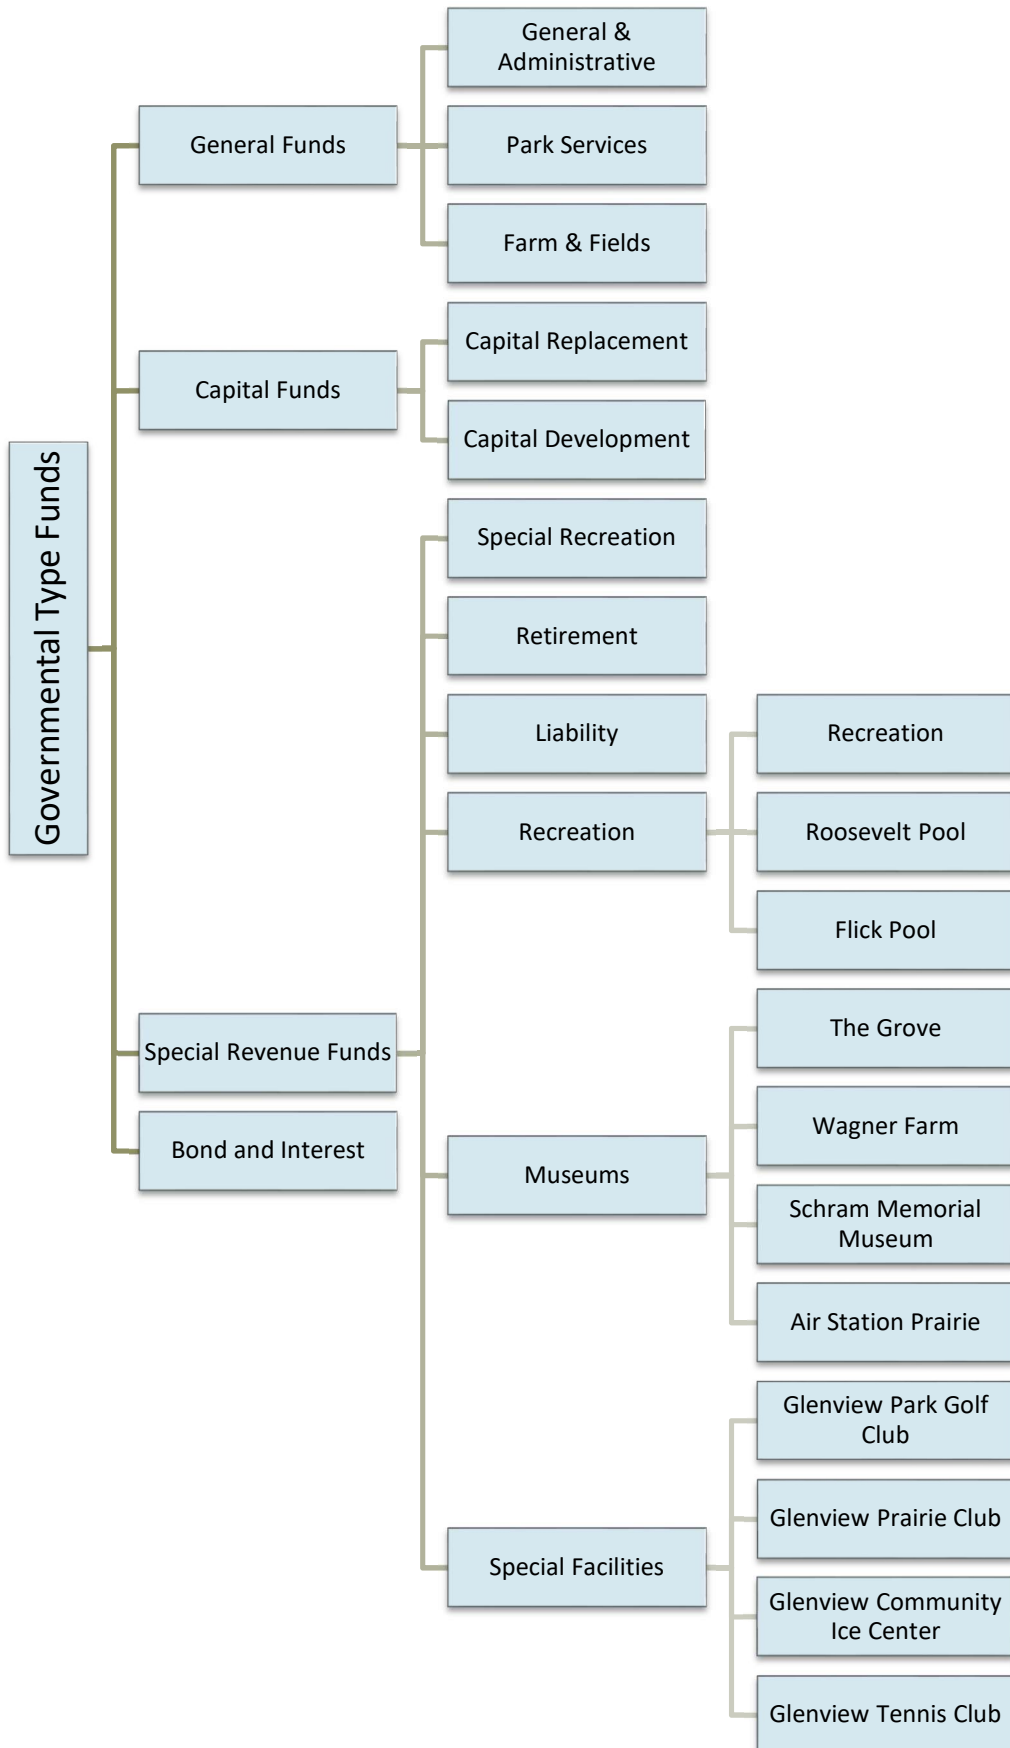 Governmental Type Funds
General Funds
General &
Administrative
Park Services
Farm & Fields
Capital Funds
Capital Replacement
Capital Development
Special Revenue Funds
Special Recreation
Retirement
Liability
Recreation
Recreation
Roosevelt Pool
Flick Pool
Museums
The Grove
Wagner Farm
Schram Memorial
Museum
Air Station Prairie
Special Facilities
Glenview Park Golf
Club
Glenview Prairie Club
Glenview Community
Ice Center
Glenview Tennis Club
Bond and Interest